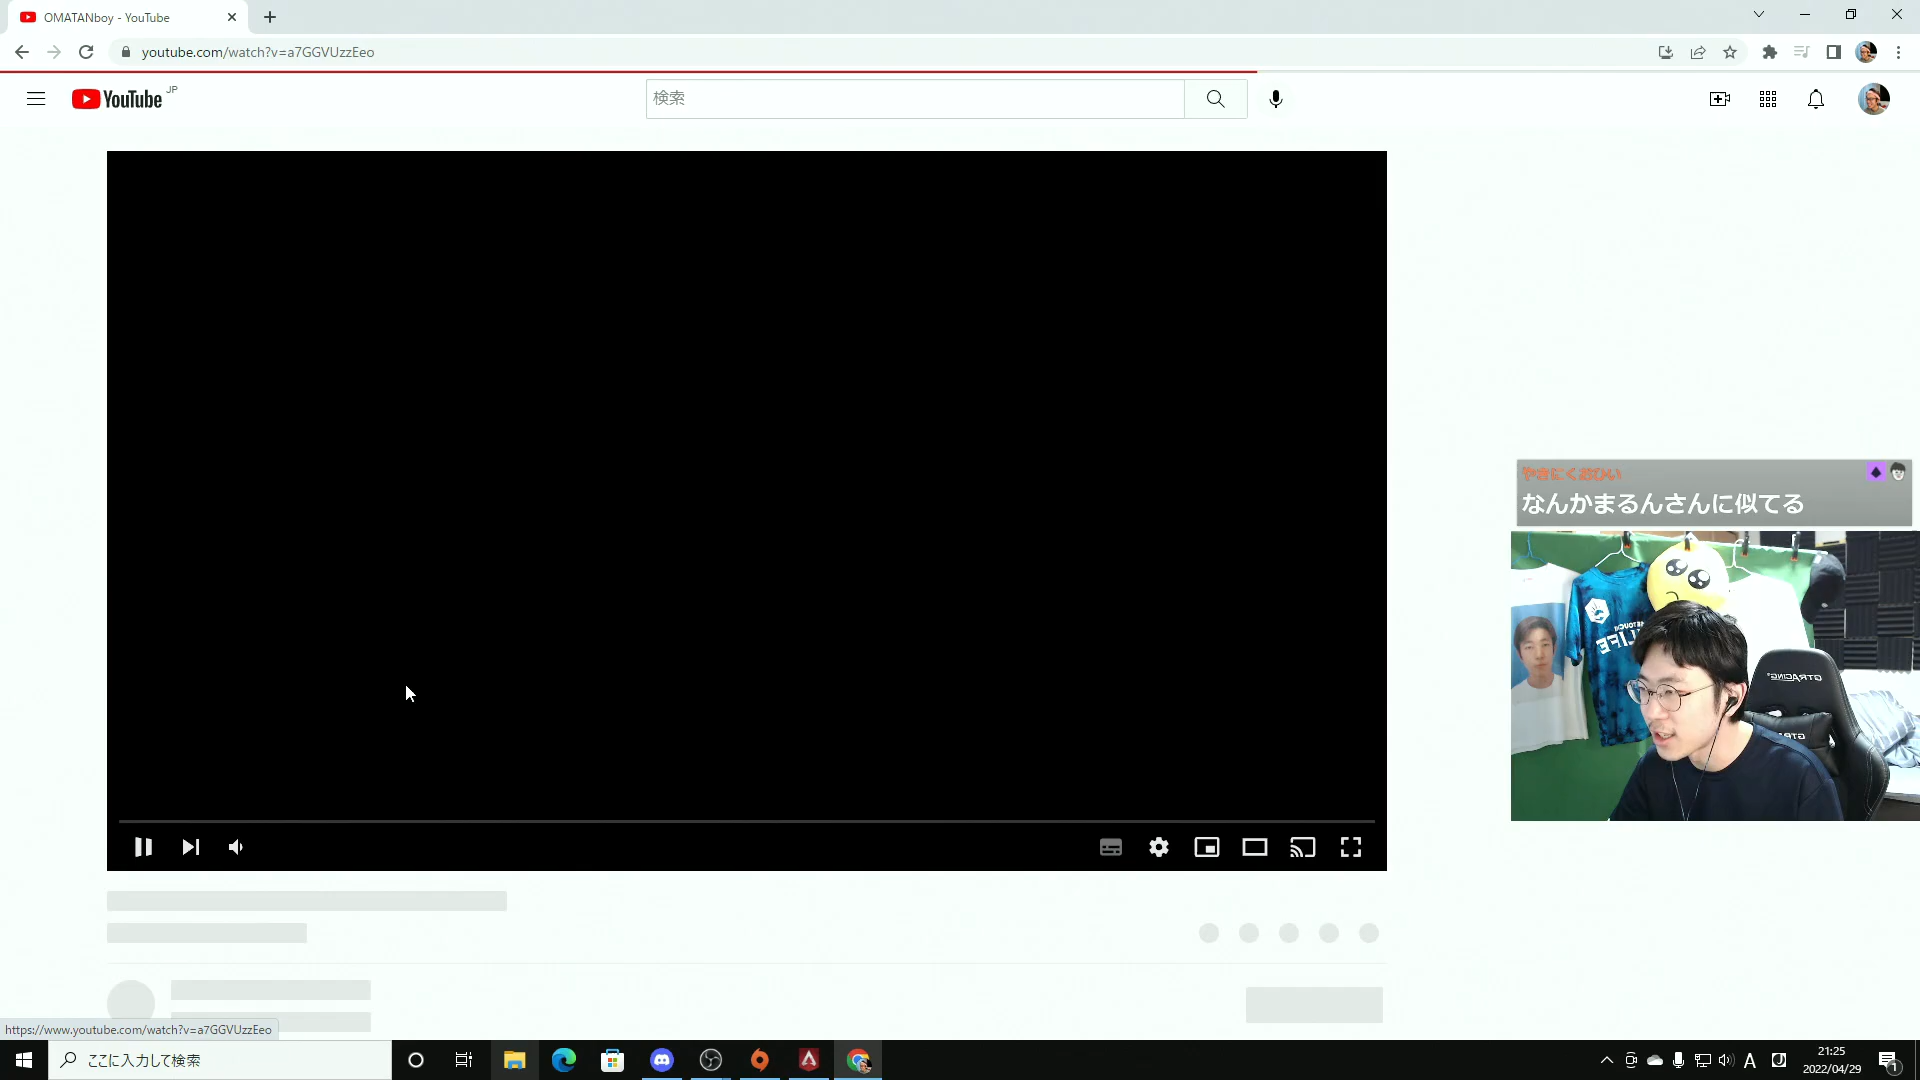 OMATANboy - YouTube
youtube.com/watch?v=a7GGVUzzEeo
YouTube JP
検索
なんかまるんさんに似てる
GTRACING
https://www.youtube.com/watch?v=a7GGVUzzEeo
ここに入力して検索
A
21:25
2022/04/29
1